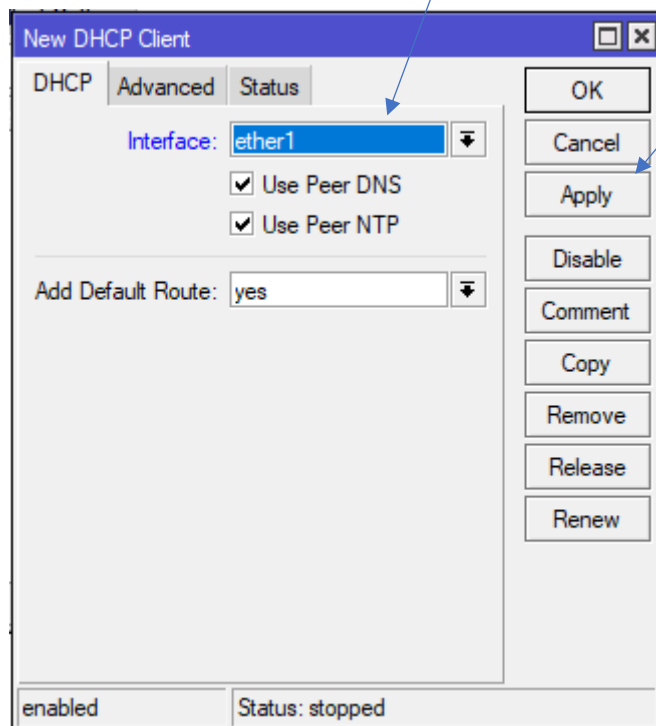 New DHCP Client
DHCP Advanced Status
Interface: ether1
Use Peer DNS
Use Peer NTP
Add Default Route: yes
OK
Cancel
Apply
Disable
Comment
Copy
Remove
Release
Renew
enabled Status: stopped